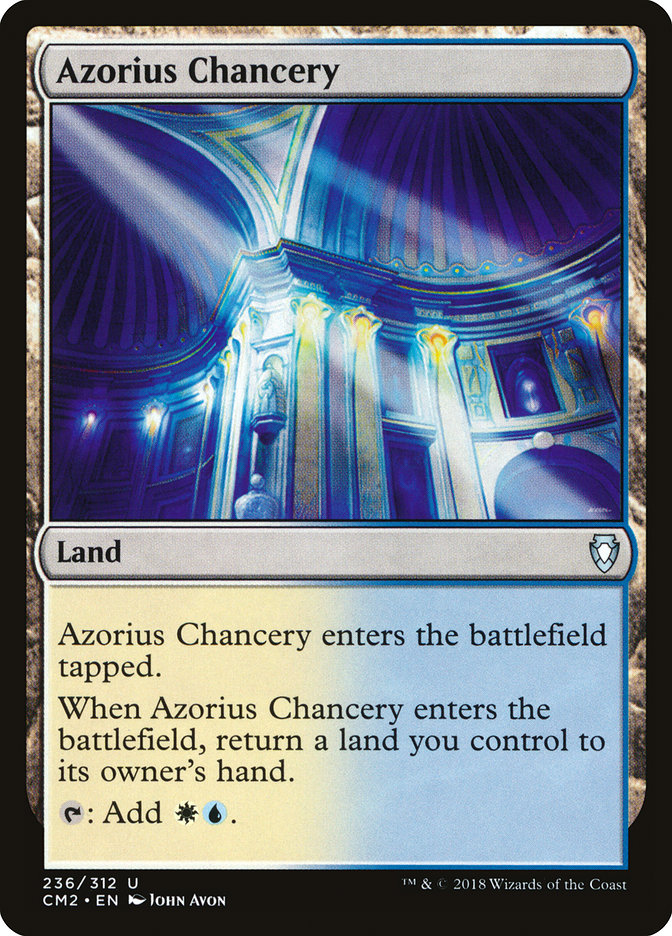 Azorius Chancery
Land
Azorius Chancery enters the battlefield
tapped.
When Azorius Chancery enters the
battlefield, return a land you control to
its owner's hand.
: Add .
236/312 U
CM2 • EN John Avon
™ & © 2018 Wizards of the Coast